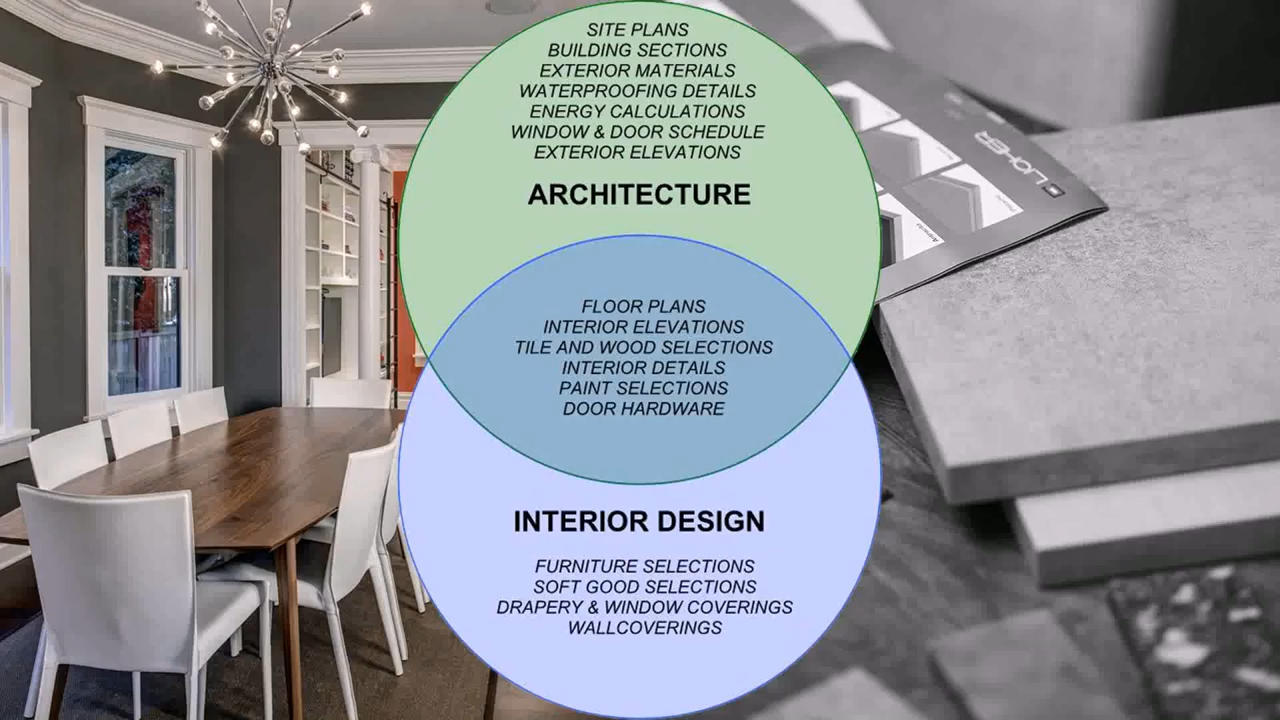 SITE PLANS
BUILDING SECTIONS
EXTERIOR MATERIALS
WATERPROOFING DETAILS
ENERGY CALCULATIONS
WINDOW & DOOR SCHEDULE
EXTERIOR ELEVATIONS
ARCHITECTURE
LIOHER
FLOOR PLANS
INTERIOR ELEVATIONS
TILE AND WOOD SELECTIONS
INTERIOR DETAILS
PAINT SELECTIONS
DOOR HARDWARE
INTERIOR DESIGN
FURNITURE SELECTIONS
SOFT GOOD SELECTIONS
DRAPERY & WINDOW COVERINGS
WALLCOVERINGS